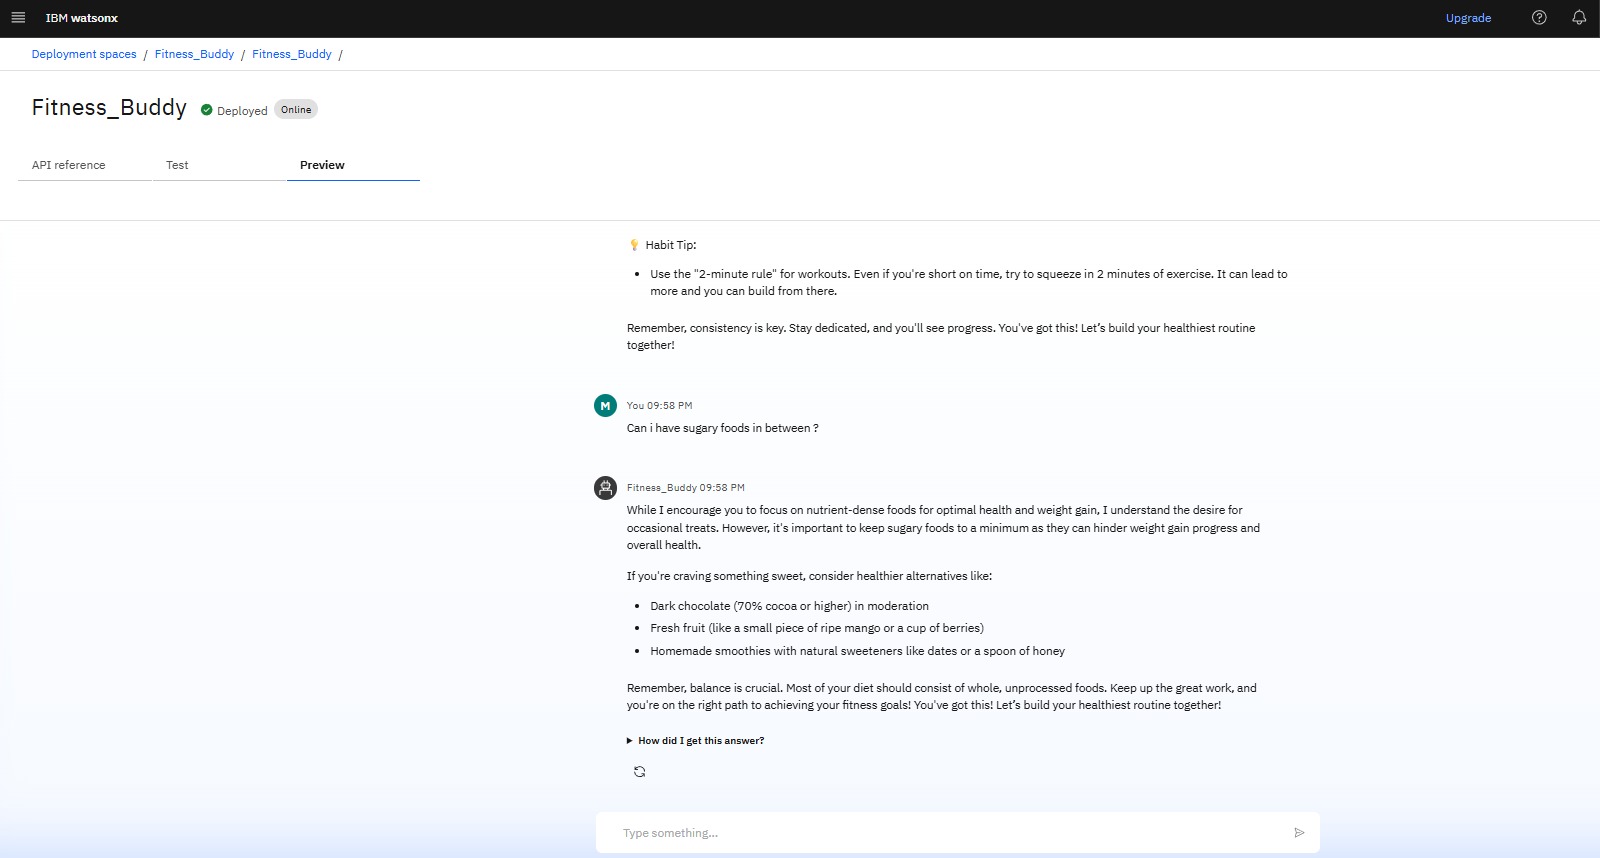 IBM watsonx
Upgrade
Deployment spaces / Fitness_Buddy / Fitness_Buddy /
Fitness_Buddy Deployed Online
API reference Test Preview
💡 Habit Tip:
• Use the "2-minute rule" for workouts. Even if you're short on time, try to squeeze in 2 minutes of exercise. It can lead to
more and you can build from there.
Remember, consistency is key. Stay dedicated, and you'll see progress. You've got this! Let’s build your healthiest routine
together!
M You 09:58 PM
Can i have sugary foods in between ?
Fitness_Buddy 09:58 PM
While I encourage you to focus on nutrient-dense foods for optimal health and weight gain, I understand the desire for
occasional treats. However, it's important to keep sugary foods to a minimum as they can hinder weight gain progress and
overall health.
If you're craving something sweet, consider healthier alternatives like:
• Dark chocolate (70% cocoa or higher) in moderation
• Fresh fruit (like a small piece of ripe mango or a cup of berries)
• Homemade smoothies with natural sweeteners like dates or a spoon of honey
Remember, balance is crucial. Most of your diet should consist of whole, unprocessed foods. Keep up the great work, and
you're on the right path to achieving your fitness goals! You've got this! Let’s build your healthiest routine together!
How did I get this answer?
Type something...